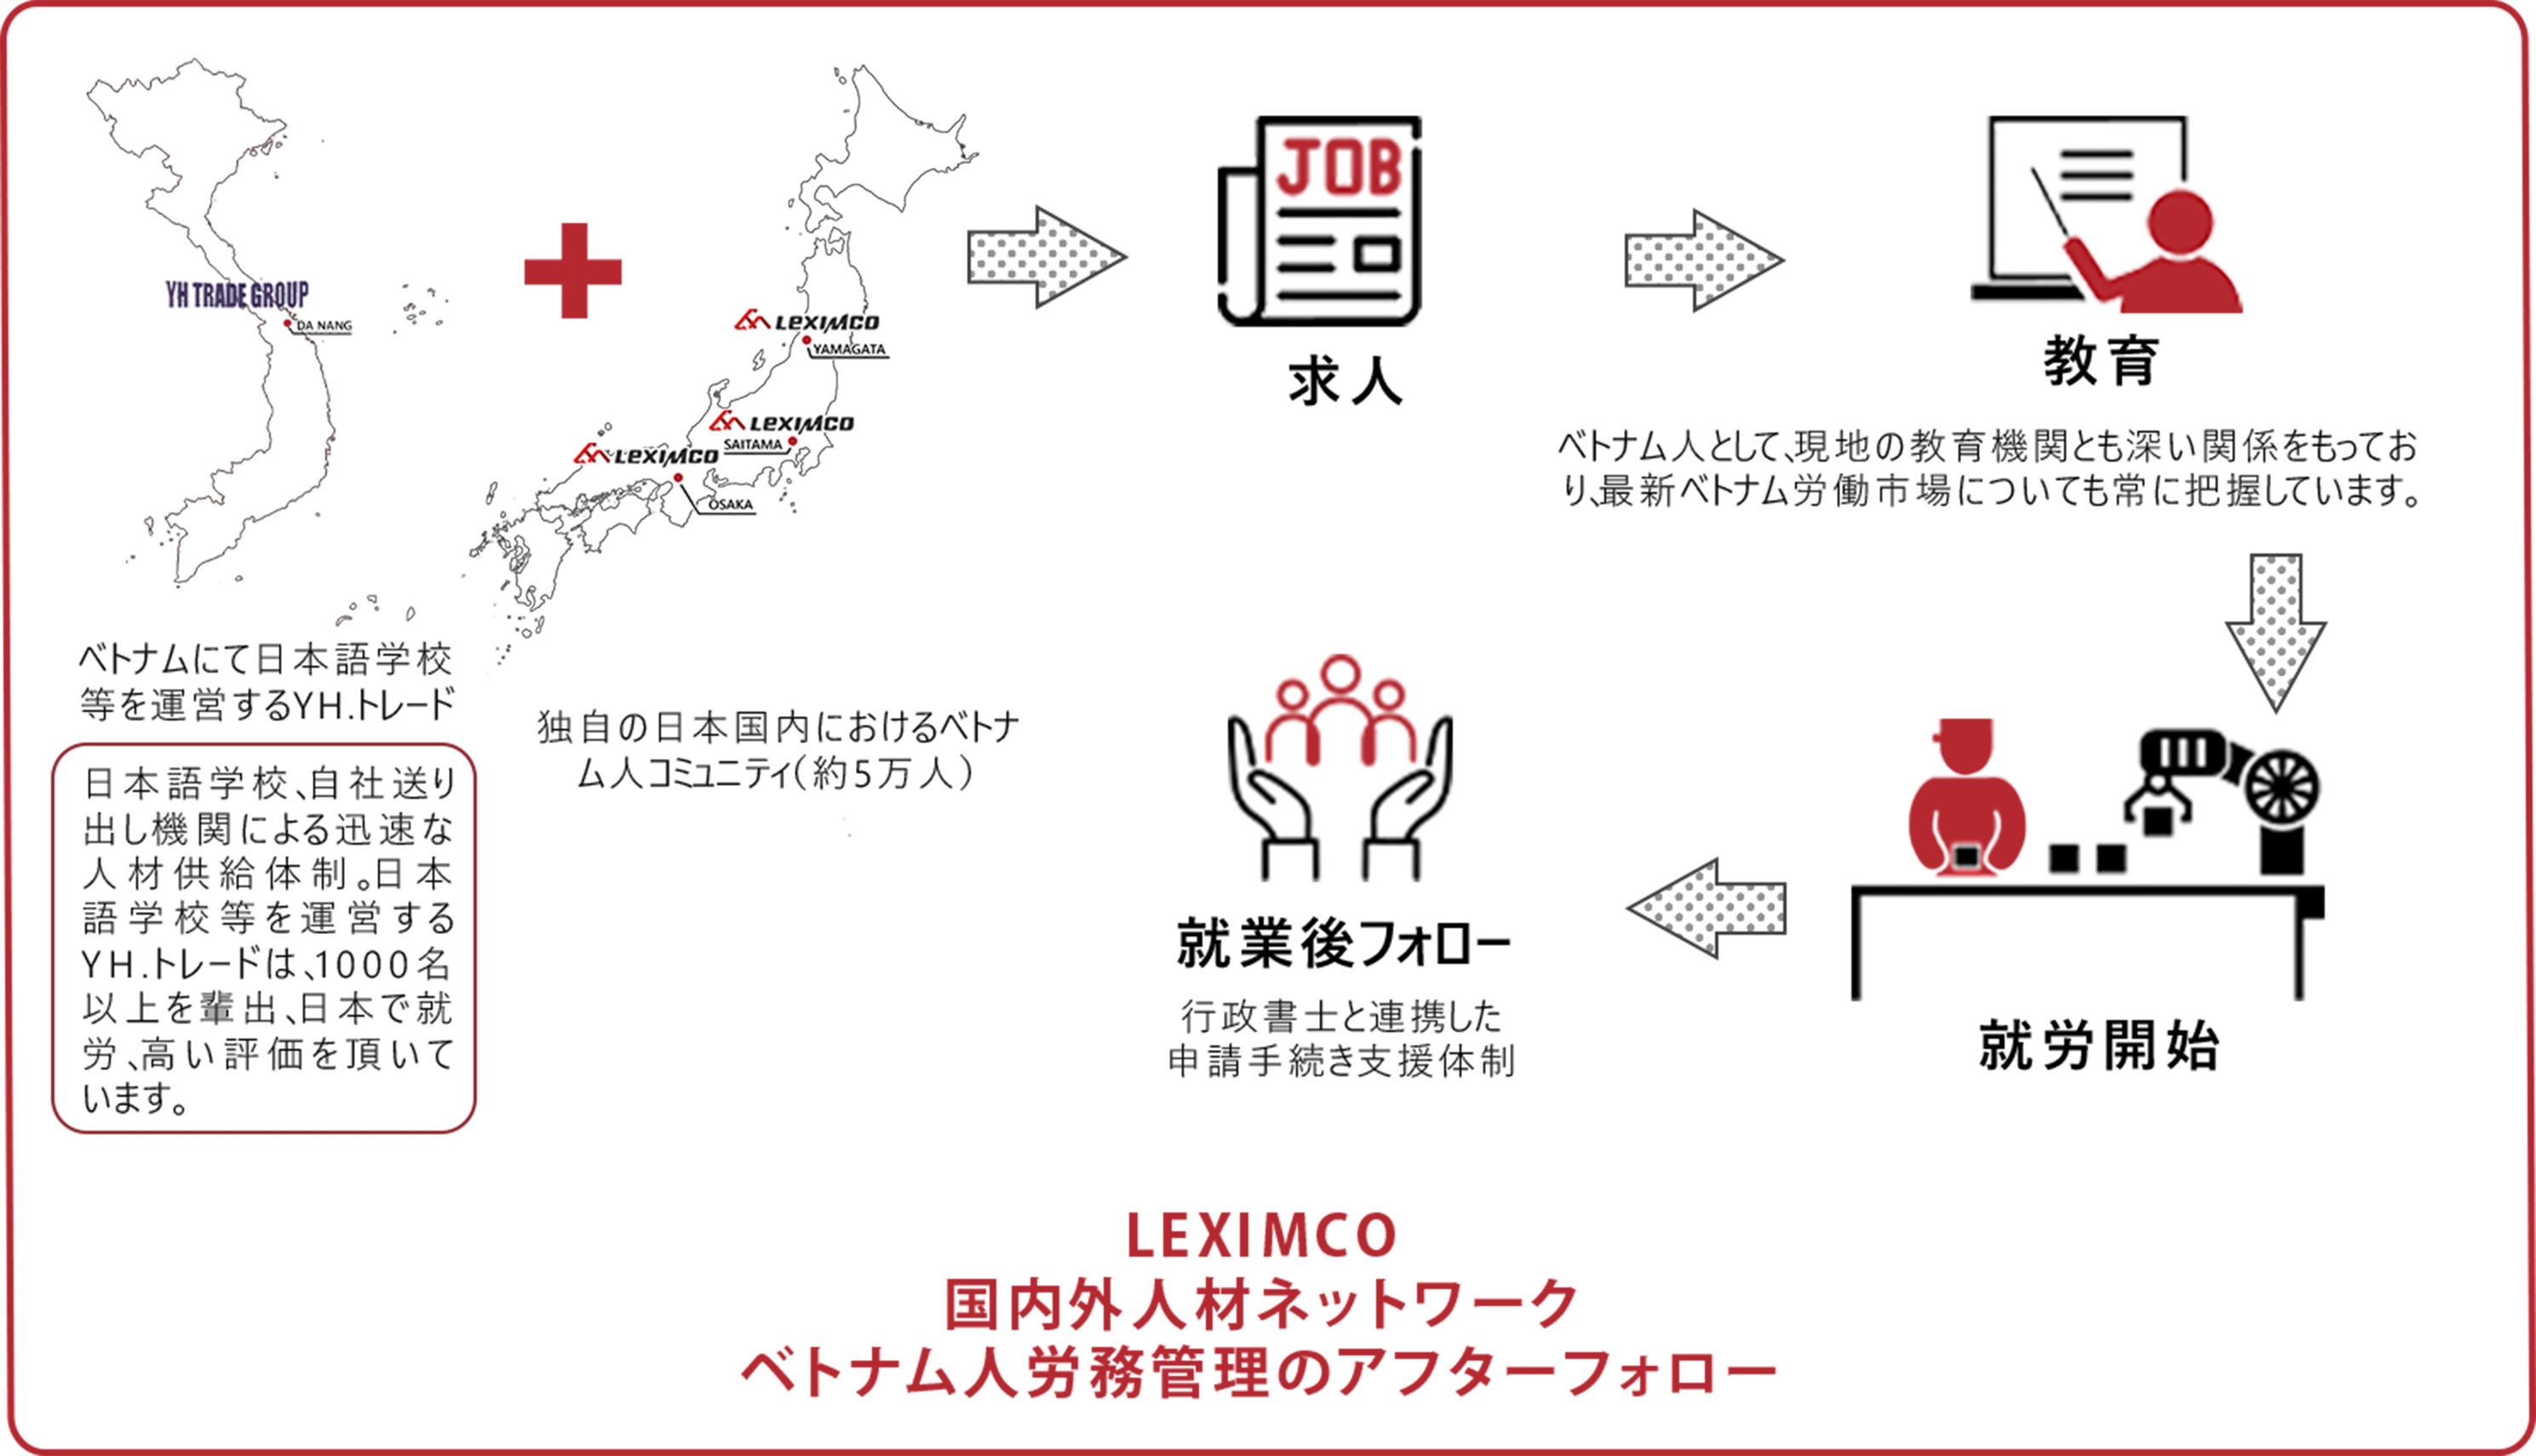 YH TRADE GROUP
DA NANG
LEXIMCO
YAMAGATA
LEXIMCO
SAITAMA
LEXIMCO
OSAKA
ベトナムにて日本語学校
等を運営するYH.トレード
日本語学校、自社送り
出し機関による迅速な
人材供給体制。日本
語学校等を運営する
YH.トレードは、1000名
以上を輩出、日本で就
労、高い評価を頂いて
います。
独自の日本国内におけるベトナ
ム人コミュニティ(約5万人)
JOB
求人
教育
ベトナム人として、現地の教育機関とも深い関係をもってお
り、最新ベトナム労働市場についても常に把握しています。
就労開始
就業後フォロー
行政書士と連携した
申請手続き支援体制
LEXIMCO
国内外人材ネットワーク
ベトナム人労務管理のアフターフォロー